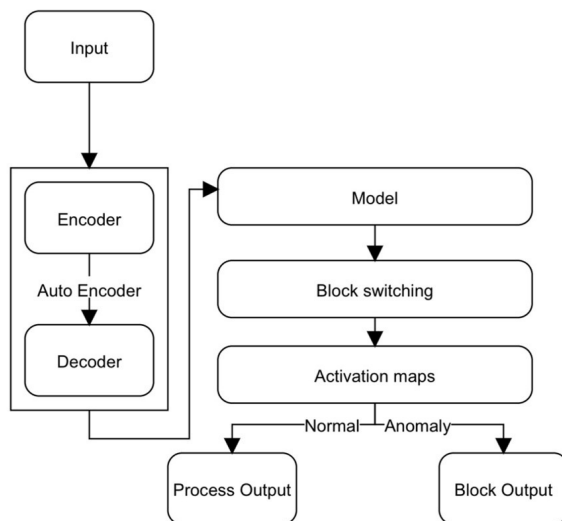 Input
Encoder
Auto Encoder
Decoder
Model
Block switching
Activation maps
Normal
Anomaly
Process Output
Block Output